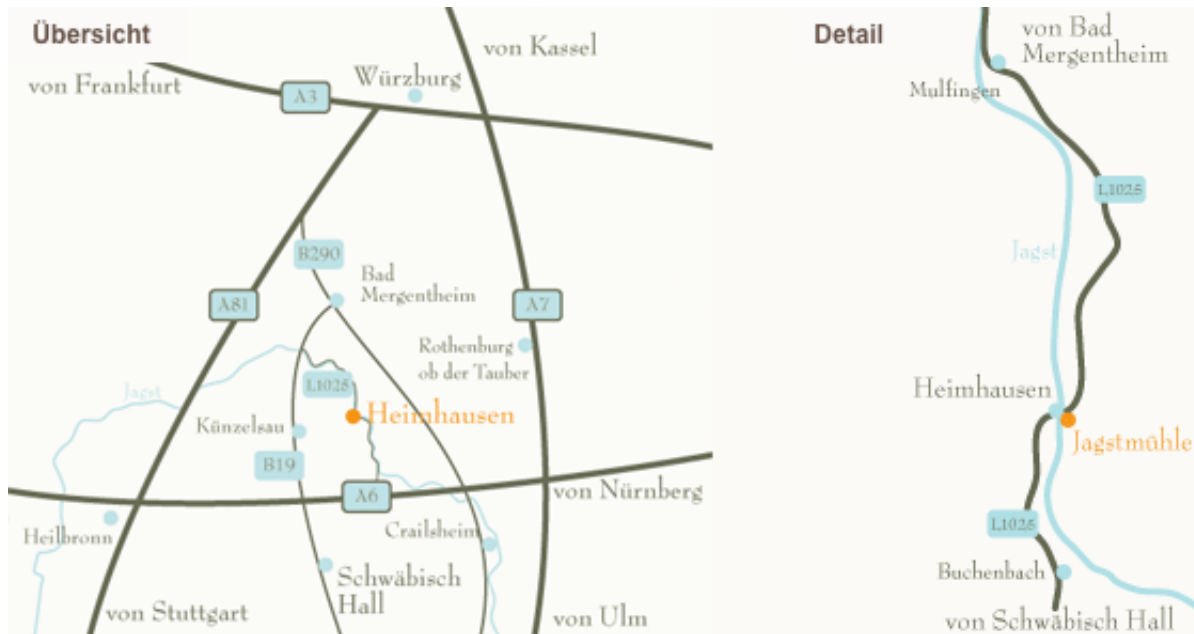 Übersicht
von Kassel
von Frankfurt
Würzburg
A3
B290
Bad
Mergentheim
A81
A7
Rothenburg
ob der Tauber
Jagst
L1025
Heimhausen
Künzelsau
B19
A6
von Nürnberg
Heilbronn
Crailsheim
Schwäbisch
Hall
von Stuttgart
von Ulm
Detail
von Bad
Mergentheim
Mulfingen
L1025
Jagst
Heimhausen
Jagstmühle
L1025
Buchenbach
von Schwäbisch Hall